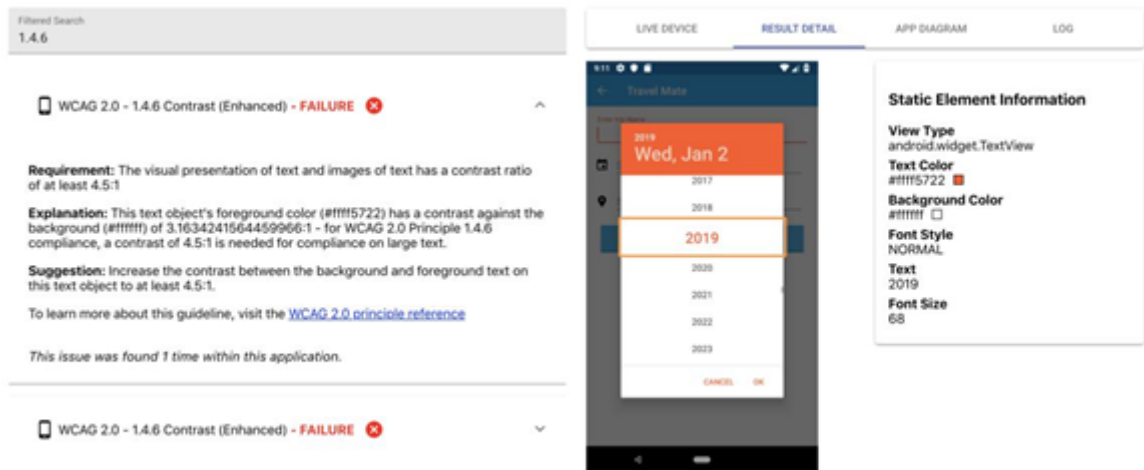 Filtered Search
1.4.6
WCAG 2.0 - 1.4.6 Contrast (Enhanced) - FAILURE
Requirement: The visual presentation of text and images of text has a contrast ratio
of at least 4.5:1
Explanation: This text object's foreground color (#ffff5722) has a contrast against the
background (#ffffff) of 3.1634241564459966:1 - for WCAG 2.0 Principle 1.4.6
compliance, a contrast of 4.5:1 is needed for compliance on large text.
Suggestion: Increase the contrast between the background and foreground text on
this text object to at least 4.5:1.
To learn more about this guideline, visit the WCAG 2.0 principle reference
This issue was found 1 time within this application.
WCAG 2.0 - 1.4.6 Contrast (Enhanced) - FAILURE
LIVE DEVICE
RESULT DETAIL
APP DIAGRAM
LOG
9:11
Travel Mate
2019
Wed, Jan 2
2017
2018
2019
2020
2021
2022
2023
CANCEL OK
Static Element Information
View Type
android.widget.TextView
Text Color
#ffff5722
Background Color
#ffffff
Font Style
NORMAL
Text
2019
Font Size
68